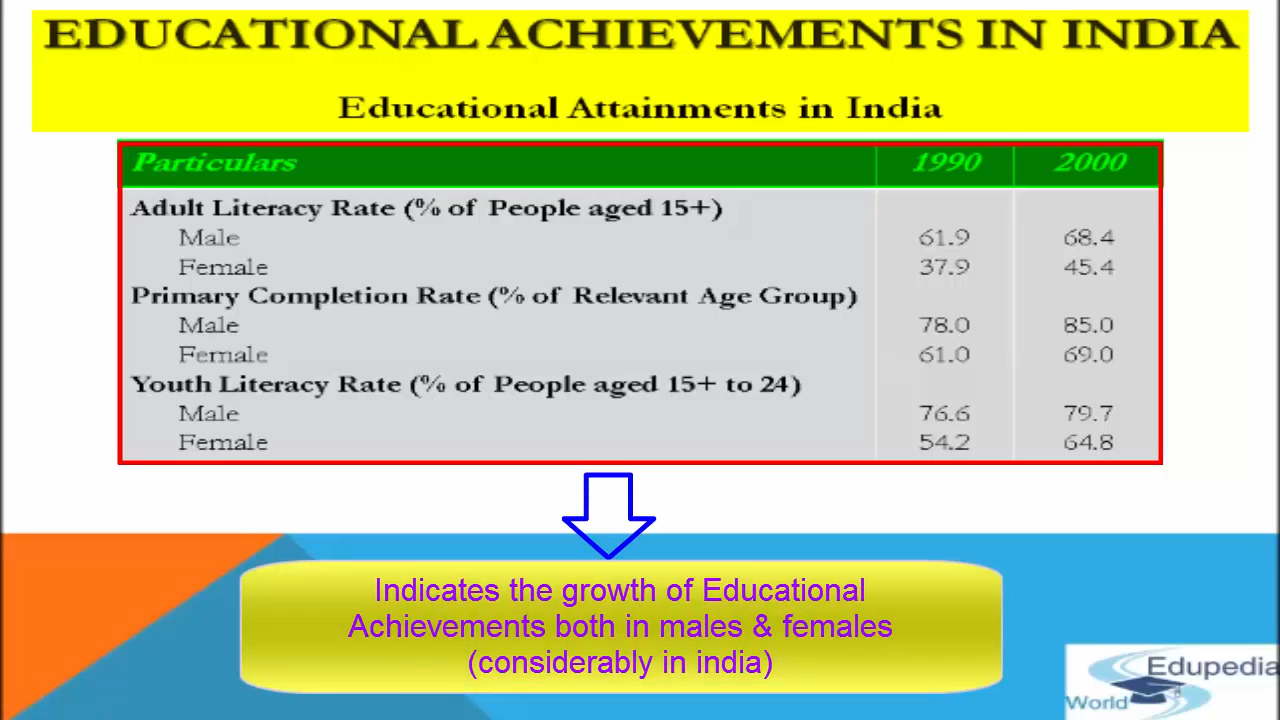 EDUCATIONAL ACHIEVEMENTS IN INDIA
Educational Attainments in India
Particulars 1990 2000
Adult Literacy Rate (% of People aged 15+)
Male 61.9 68.4
Female 37.9 45.4
Primary Completion Rate (% of Relevant Age Group)
Male 78.0 85.0
Female 61.0 69.0
Youth Literacy Rate (% of People aged 15+ to 24)
Male 76.6 79.7
Female 54.2 64.8
Indicates the growth of Educational
Achievements both in males & females
(considerably in india)
Edupedia
World